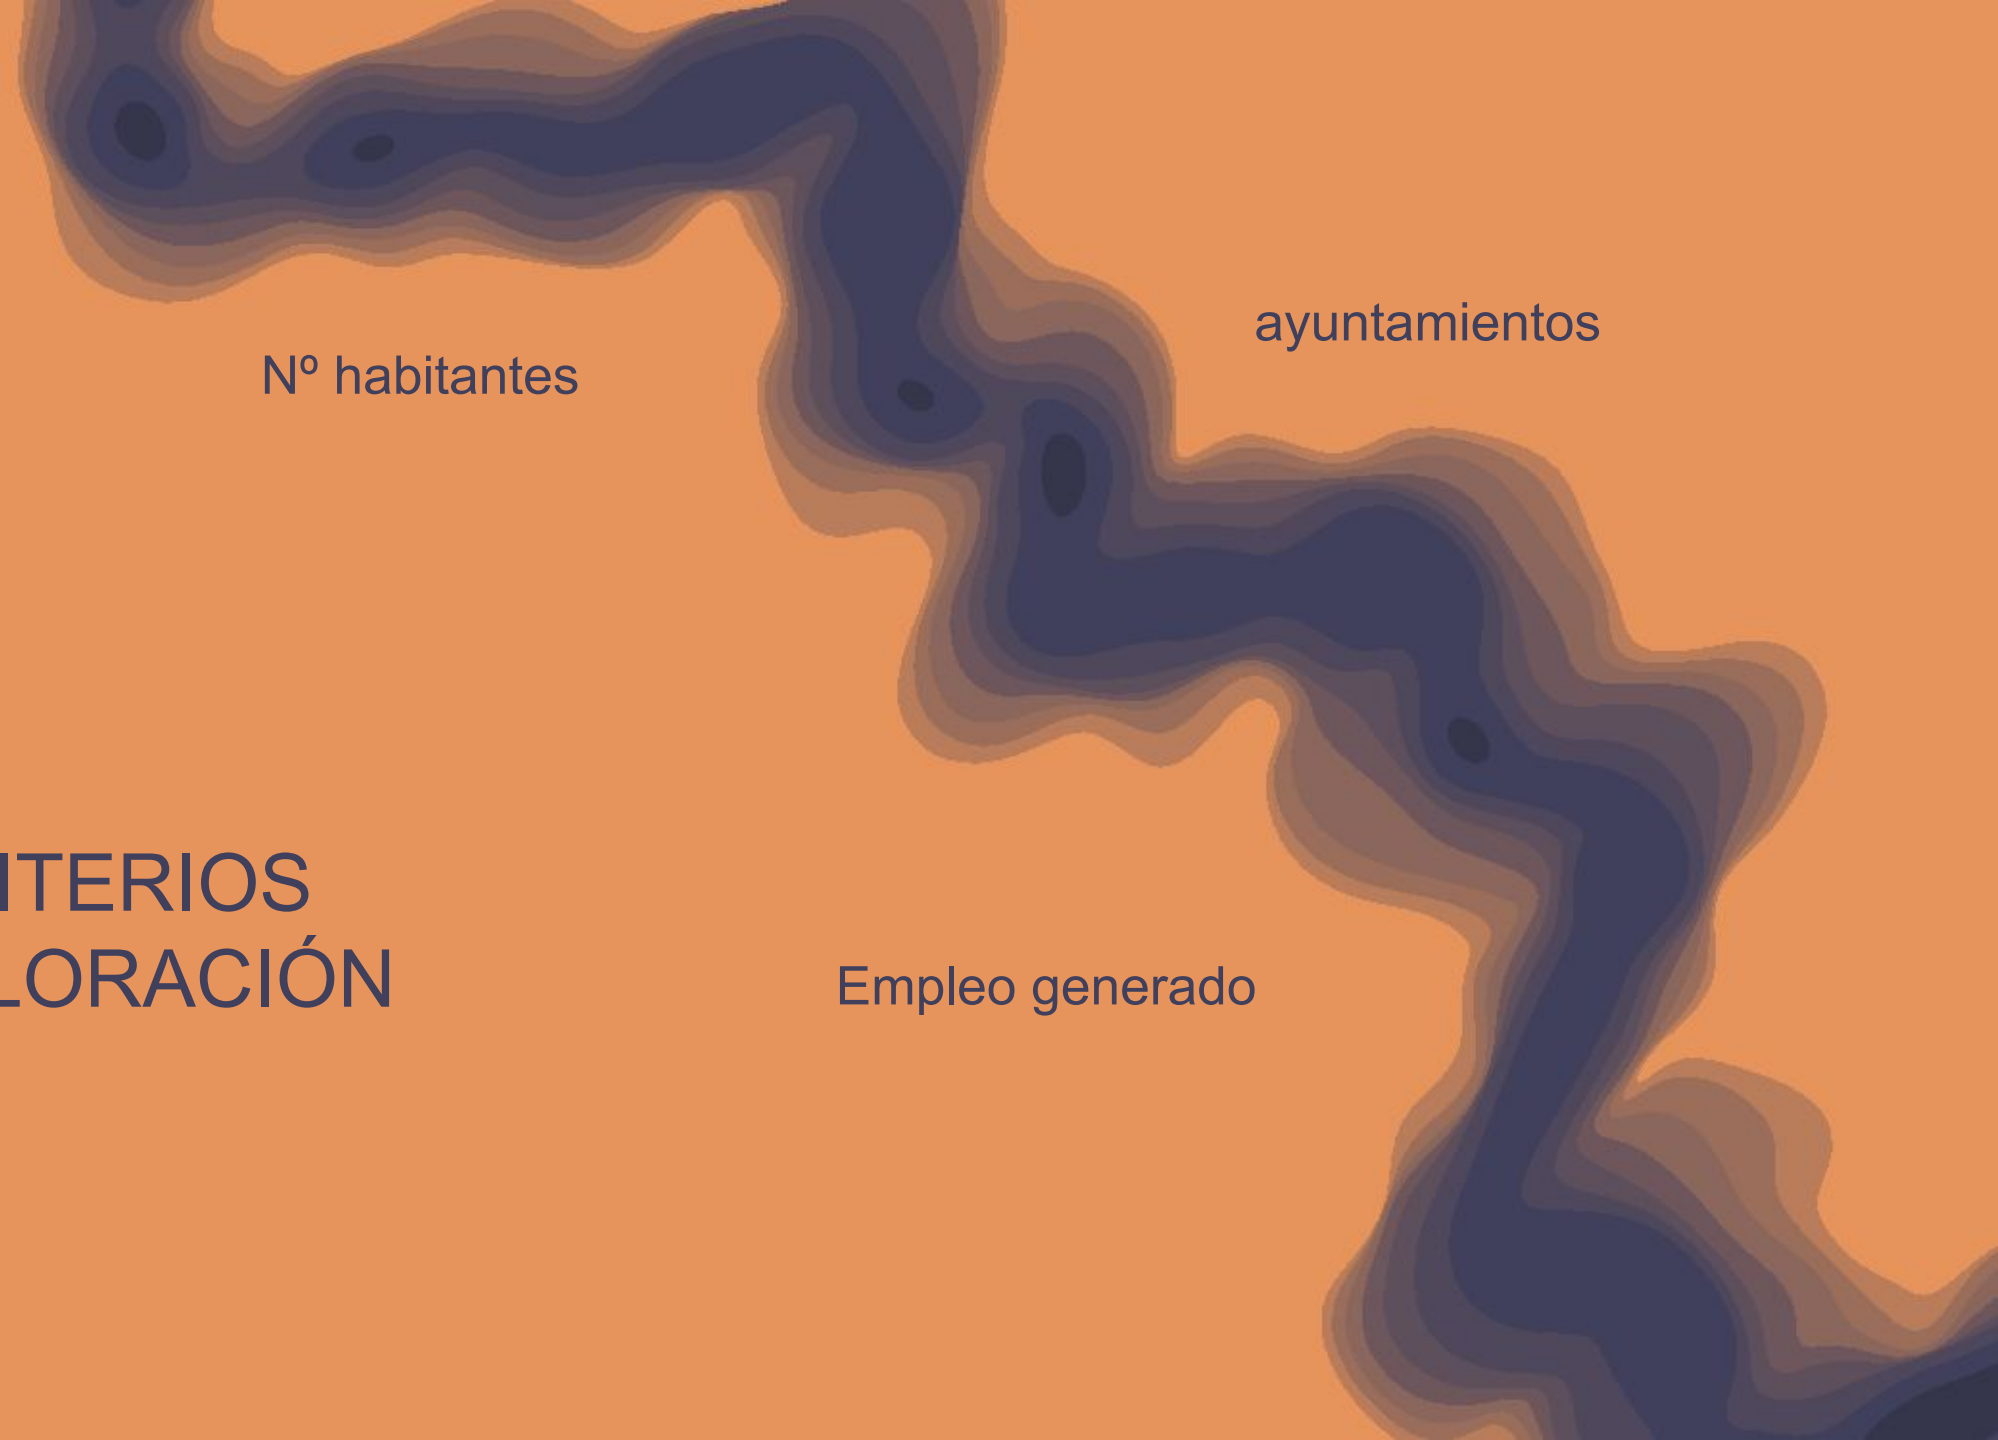 ayuntamientos
Nº habitantes
ITERIOS
LORACIÓN
Empleo generado